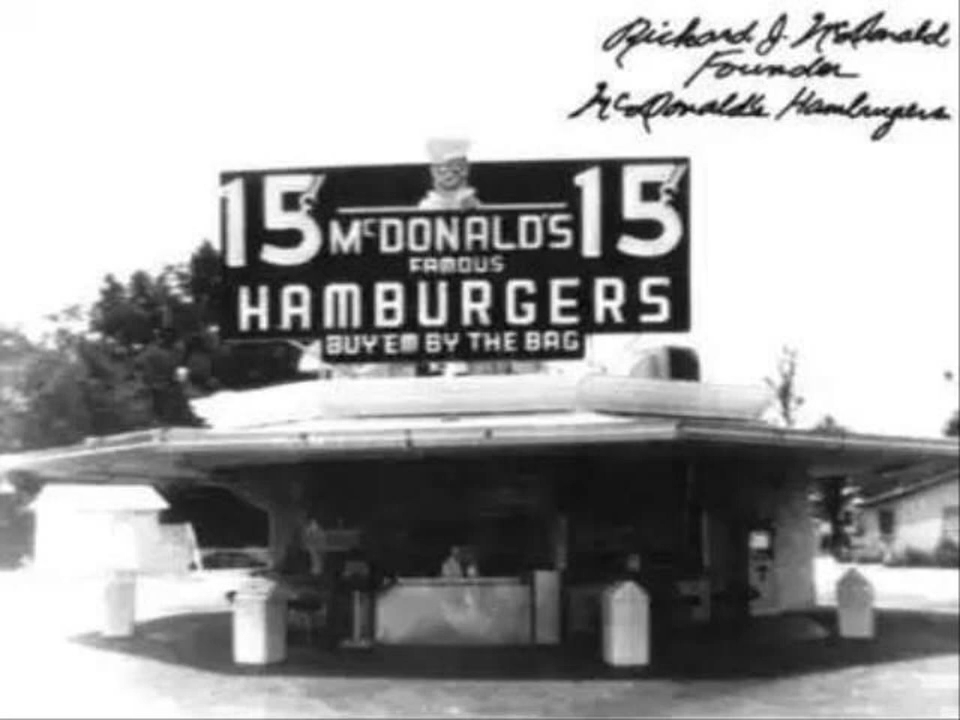 Richard J. McDonald
Founder
McDonald's Hamburgers
15¢ 15¢
McDONALD'S
FAMOUS
HAMBURGERS
BUY'EM BY THE BAG